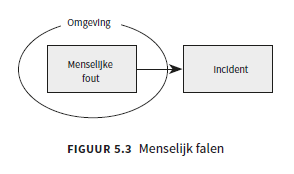 Omgeving
Menselijke
fout
Incident
FIGUUR 5.3 Menselijk falen